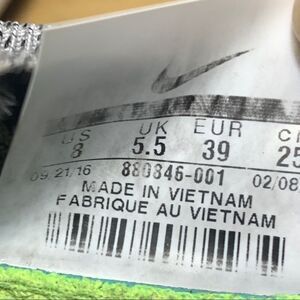 US UK EUR C
8 5.5 39 25
09/21/16 880846-001 02/08
MADE IN VIETNAM
FABRIQUE AU VIETNAM